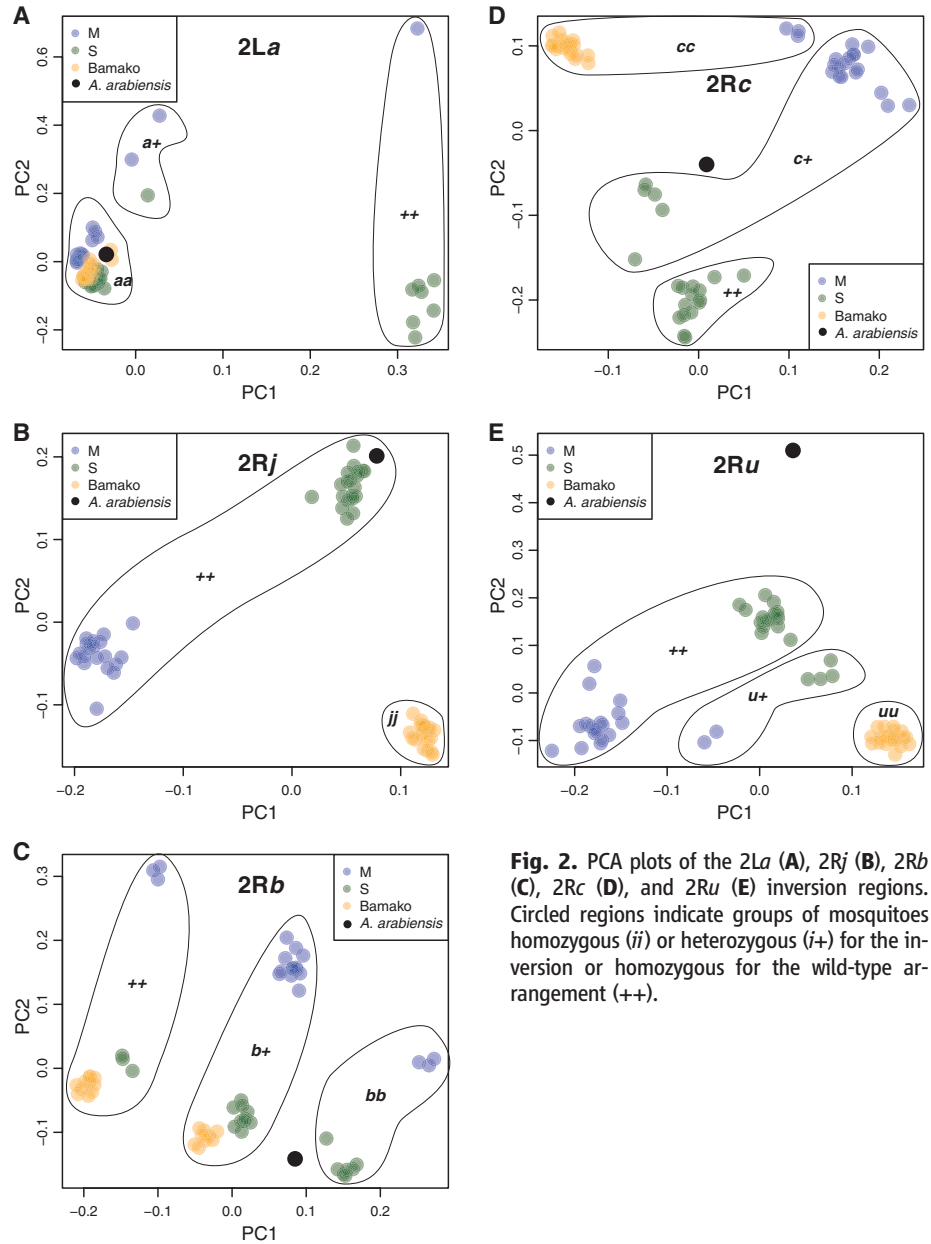 A
2La
M
S
Bamako
A. arabiensis
a+
aa
++
PC2
0.6
0.4
0.2
0.0
−0.2
0.0
0.1
0.2
0.3
PC1
D
2Rc
cc
c+
++
M
S
Bamako
A. arabiensis
PC2
0.1
0.0
−0.1
−0.2
−0.1
0.0
0.1
0.2
PC1
B
2Rj
M
S
Bamako
A. arabiensis
++
jj
PC2
0.2
0.1
0.0
−0.1
−0.2
−0.1
0.0
0.1
PC1
E
2Ru
M
S
Bamako
A. arabiensis
++
u+
uu
PC2
0.5
0.4
0.3
0.2
0.1
0.0
−0.1
−0.2
−0.1
0.0
0.1
PC1
C
2Rb
M
S
Bamako
A. arabiensis
++
b+
bb
PC2
0.3
0.2
0.1
0.0
−0.1
−0.2
−0.1
0.0
0.1
0.2
PC1
Fig. 2. PCA plots of the 2La (A), 2Rj (B), 2Rb
(C), 2Rc (D), and 2Ru (E) inversion regions.
Circled regions indicate groups of mosquitoes
homozygous (ii) or heterozygous (i+) for the in-
version or homozygous for the wild-type ar-
rangement (++).